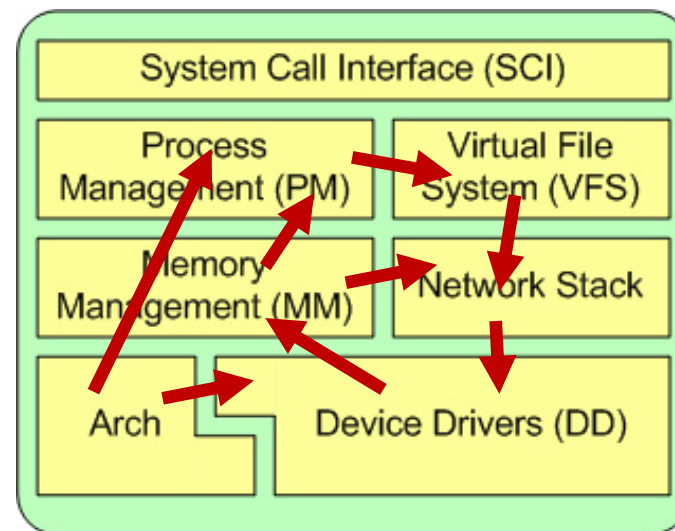 System Call Interface (SCI)
Process
Management (PM)
Virtual File
System (VFS)
Memory
Management (MM)
Network Stack
Arch
Device Drivers (DD)